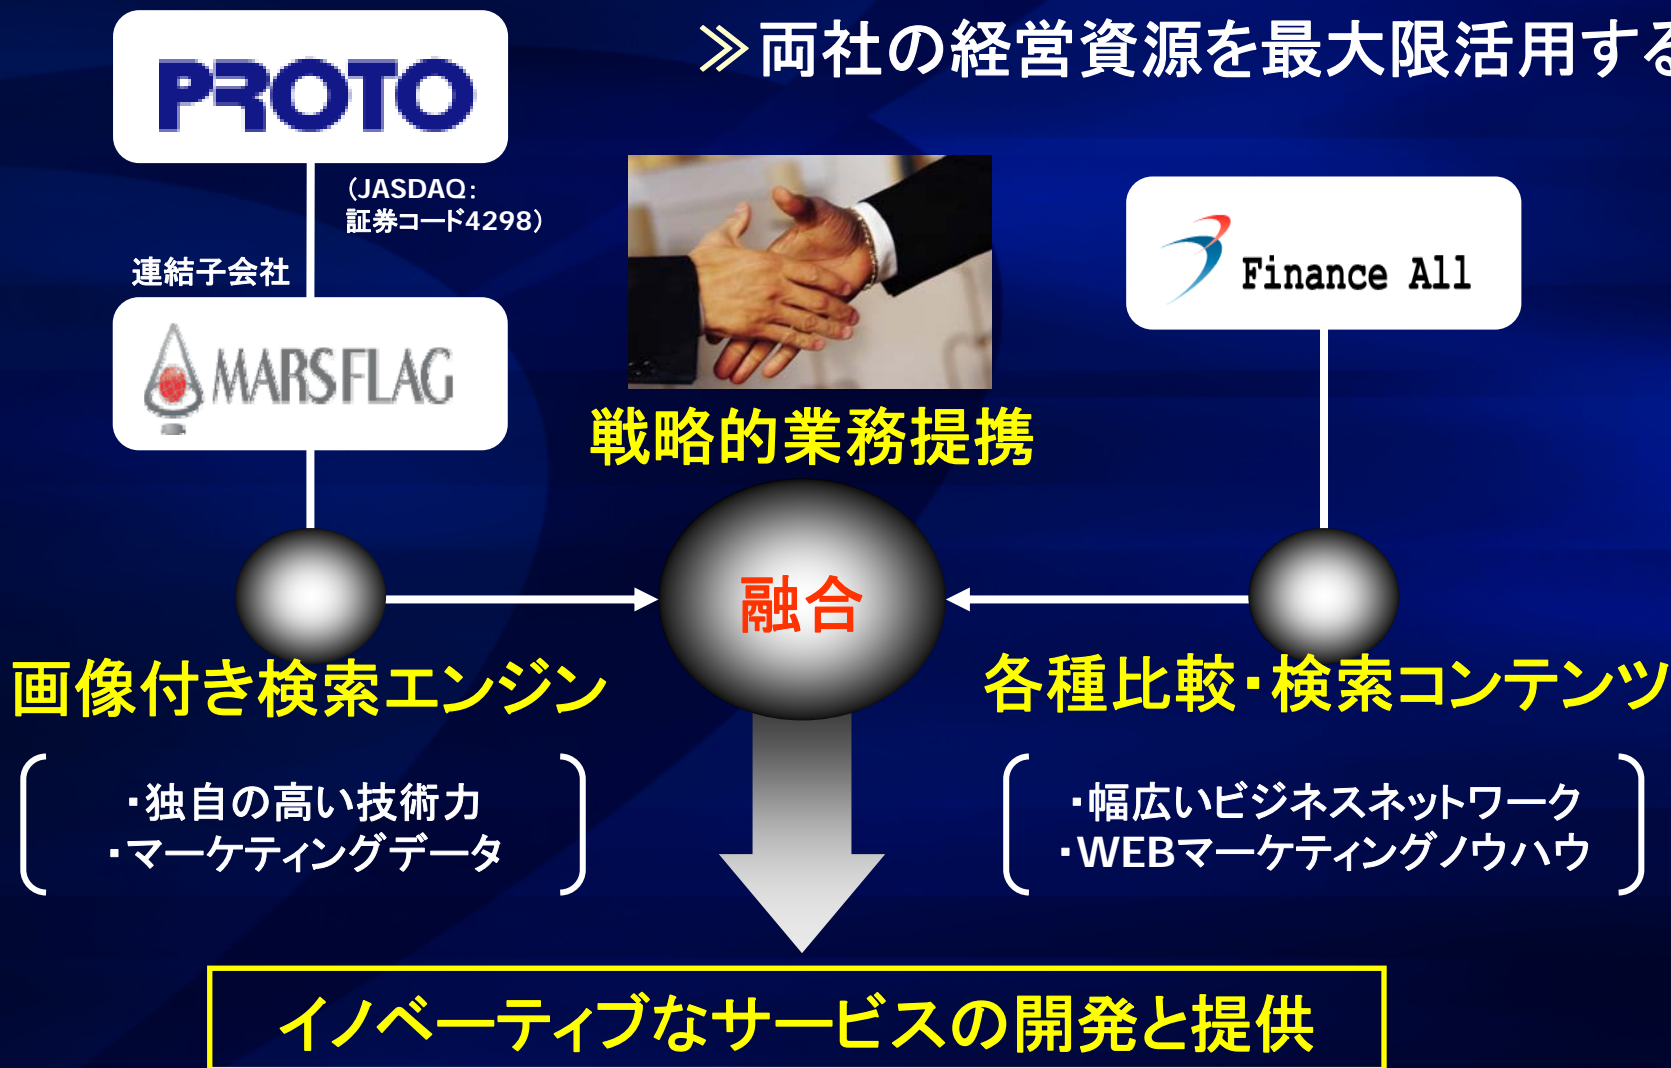 ≫両社の経営資源を最大限活用する
PROTO
(JASDAQ:
証券コード4298)
連結子会社
MARS FLAG
Finance All
戦略的業務提携
融合
画像付き検索エンジン
各種比較・検索コンテンツ
・独自の高い技術力
・マーケティングデータ
・幅広いビジネスネットワーク
・WEBマーケティングノウハウ
イノベーティブなサービスの開発と提供